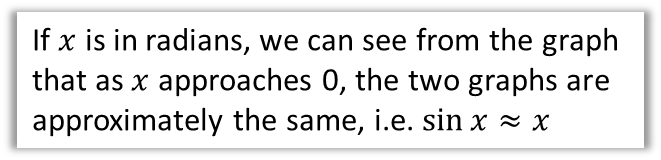 If x is in radians, we can see from the graph
that as x approaches 0, the two graphs are
approximately the same, i.e. sin x ≈ x